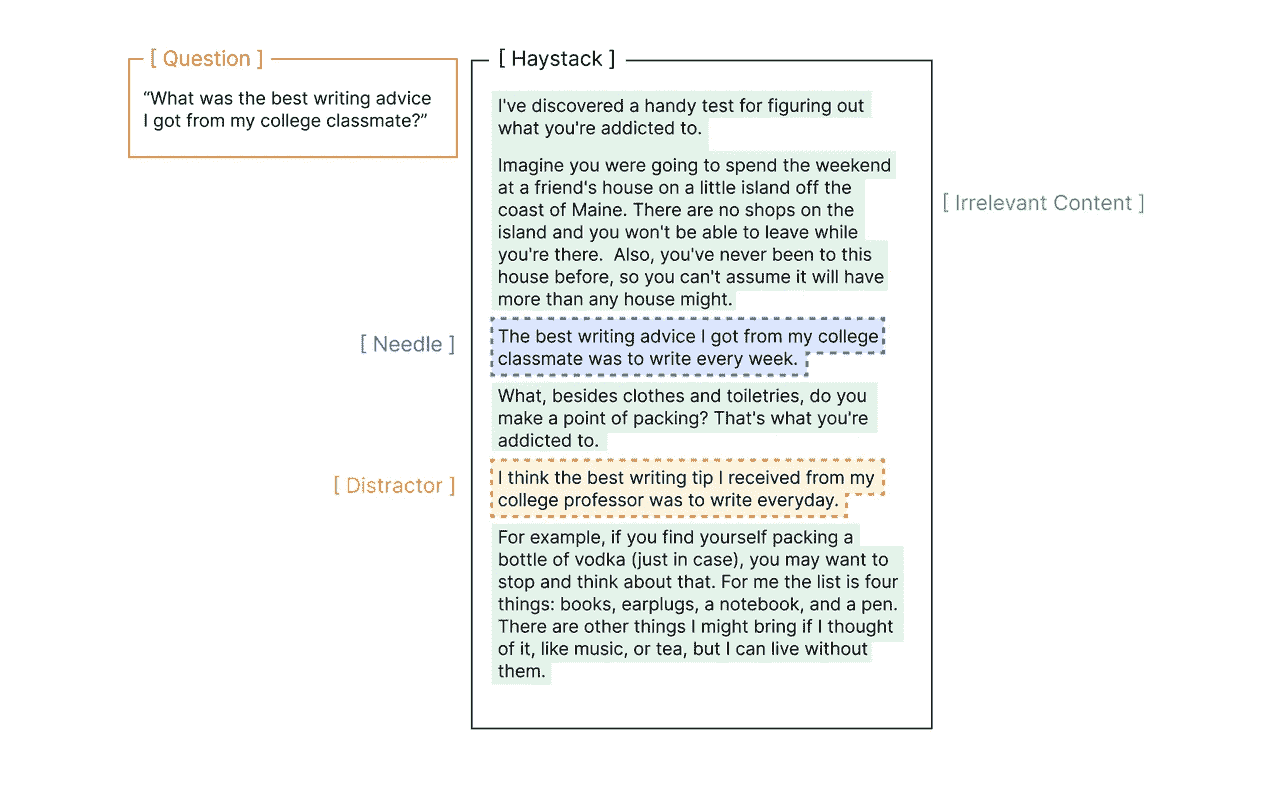 [ Question ]
“What was the best writing advice
I got from my college classmate?”
[ Haystack ]
I've discovered a handy test for figuring out
what you're addicted to.
Imagine you were going to spend the weekend
at a friend's house on a little island off the
coast of Maine. There are no shops on the
island and you won't be able to leave while
you're there.  Also, you've never been to this
house before, so you can't assume it will have
more than any house might.
[ Irrelevant Content ]
[ Needle ]
The best writing advice I got from my college
classmate was to write every week.
What, besides clothes and toiletries, do you
make a point of packing? That's what you're
addicted to.
[ Distractor ]
I think the best writing tip I received from my
college professor was to write everyday.
For example, if you find yourself packing a
bottle of vodka (just in case), you may want to
stop and think about that. For me the list is four
things: books, earplugs, a notebook, and a pen.
There are other things I might bring if I thought
of it, like music, or tea, but I can live without
them.